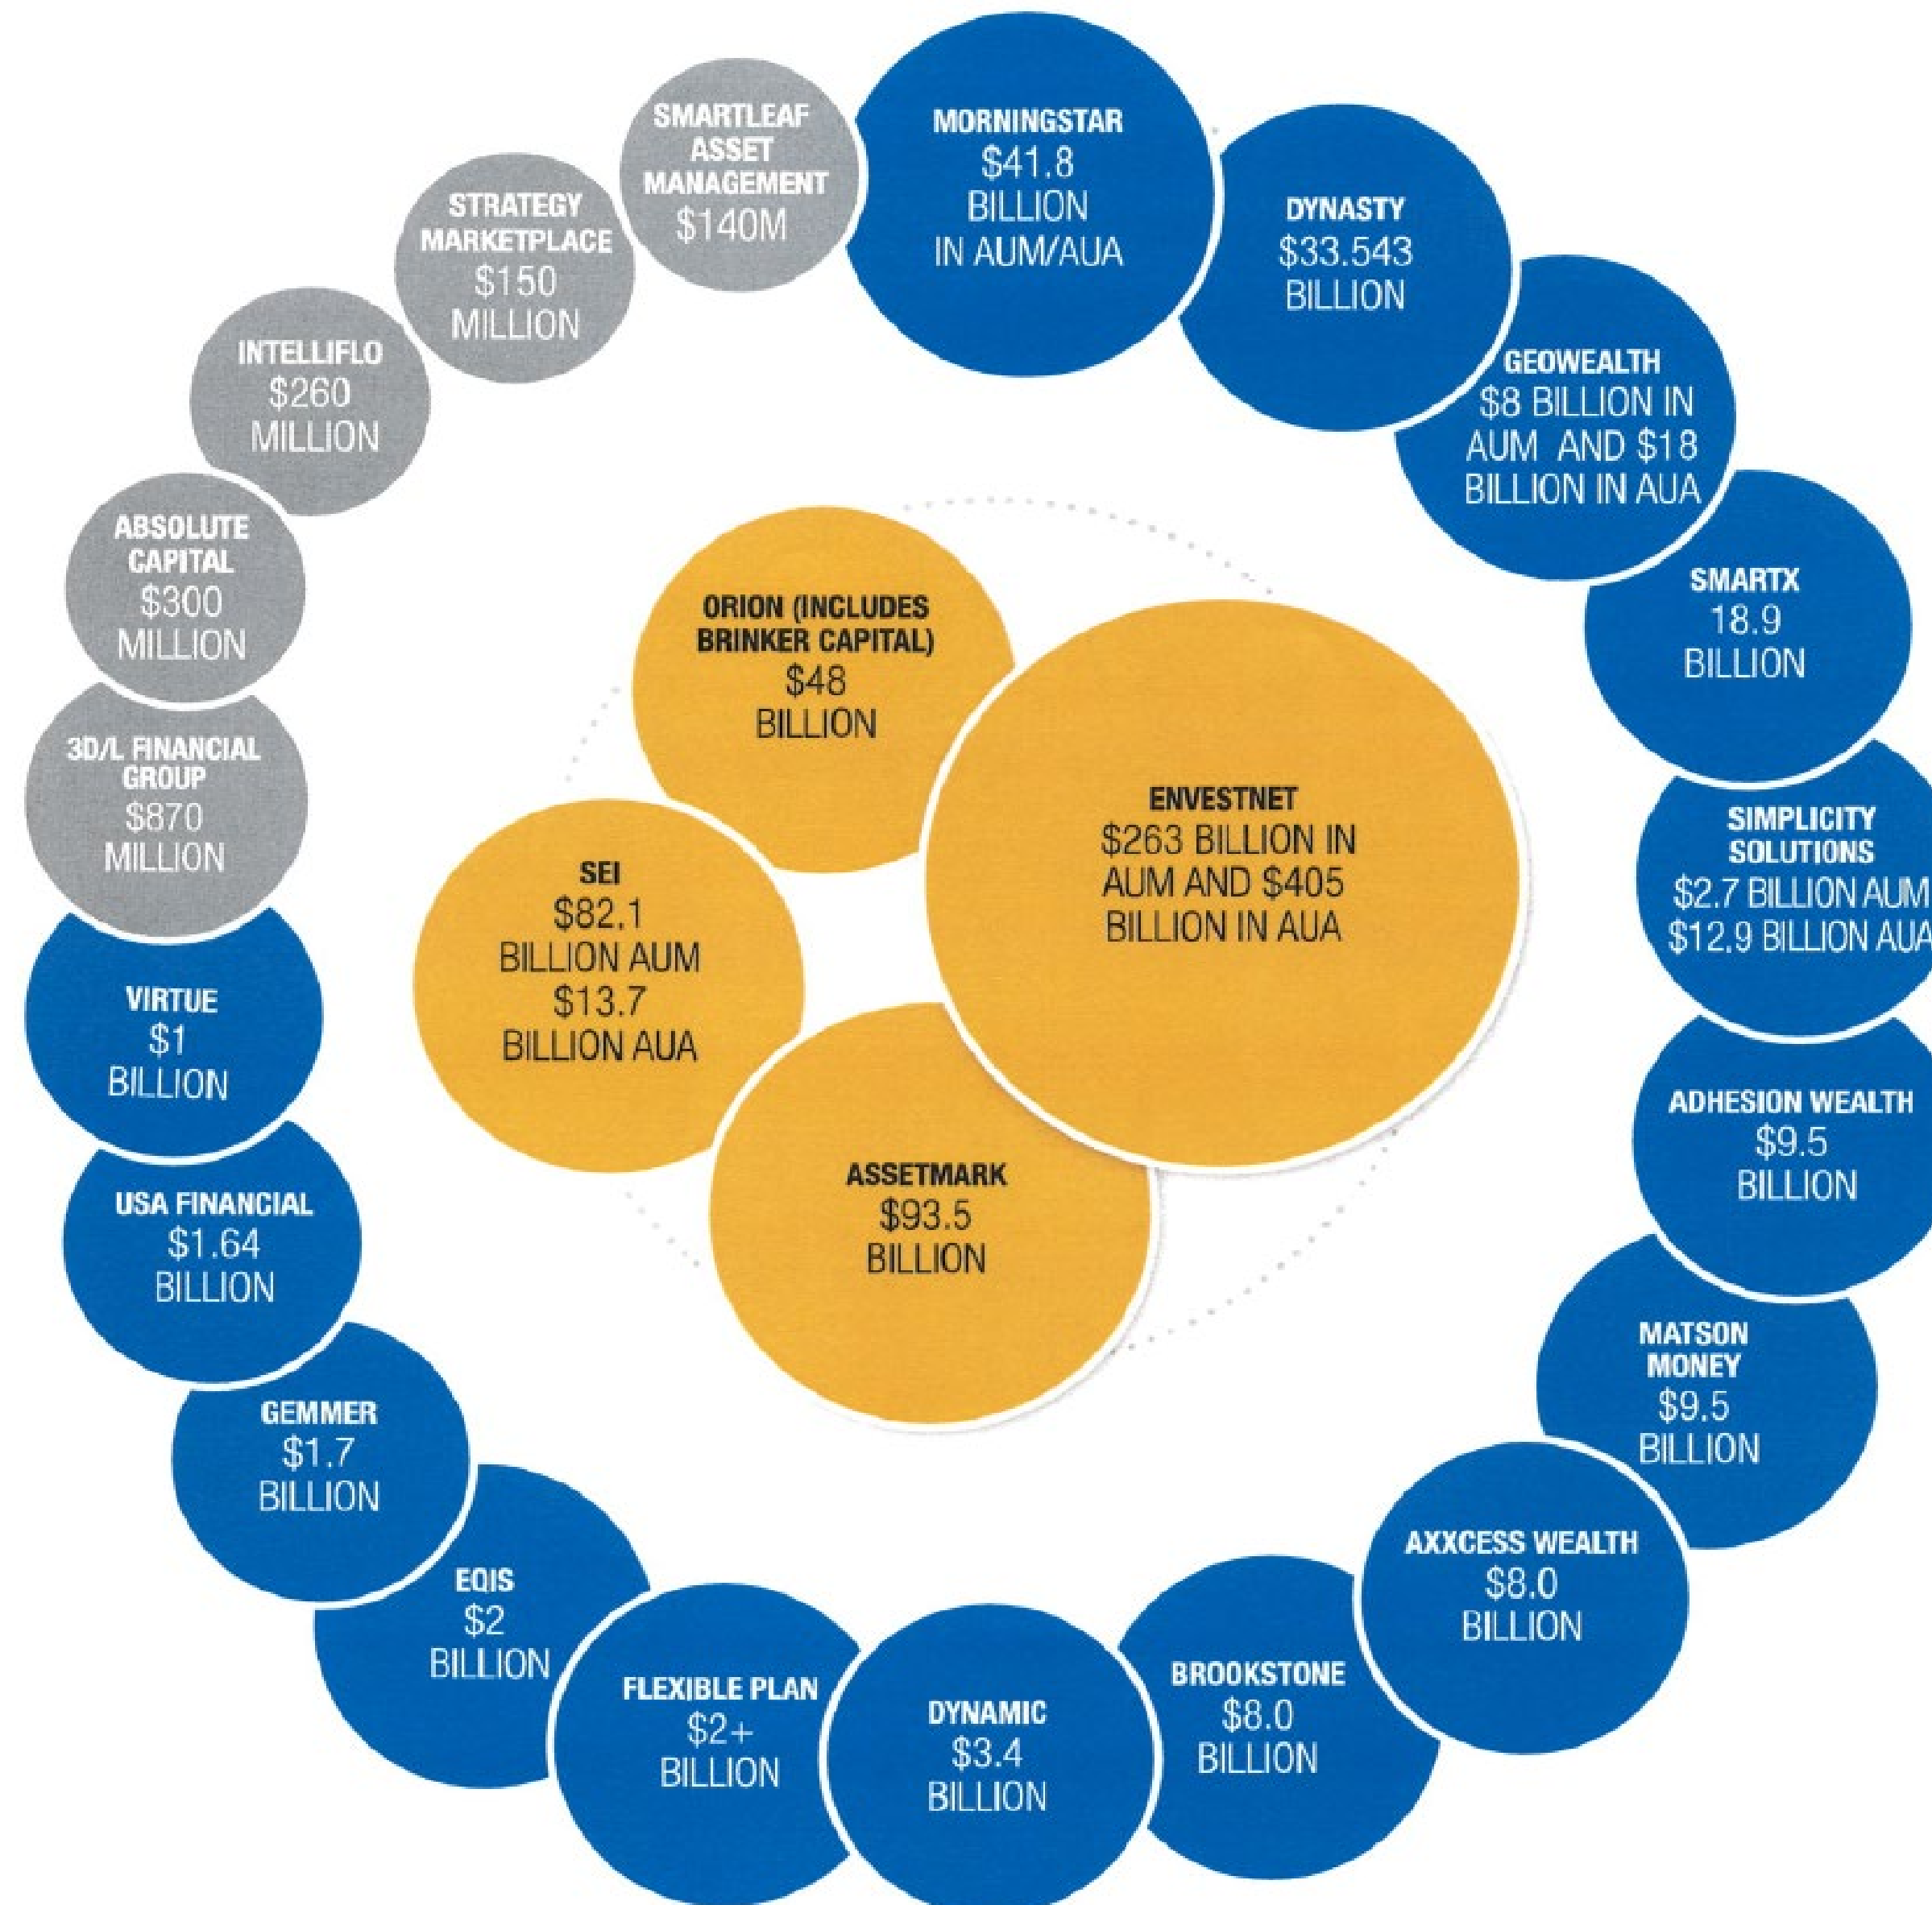 MORNINGSTAR
$41.8
BILLION
IN AUM/AUA
DYNASTY
$33.543
BILLION
GEOWEALTH
$8 BILLION IN
AUM AND $18
BILLION IN AUA
SMARTX
18.9
BILLION
SIMPLICITY
SOLUTIONS
$2.7 BILLION AUM
$12.9 BILLION AUA
ADHESION WEALTH
$9.5
BILLION
MATSON
MONEY
$9.5
BILLION
AXXCESS WEALTH
$8.0
BILLION
BROOKSTONE
$8.0
BILLION
DYNAMIC
$3.4
BILLION
FLEXIBLE PLAN
$2+
BILLION
EQIS
$2
BILLION
GEMMER
$1.7
BILLION
USA FINANCIAL
$1.64
BILLION
VIRTUE
$1
BILLION
3D/L FINANCIAL
GROUP
$870
MILLION
ABSOLUTE
CAPITAL
$300
MILLION
INTELLIFLO
$260
MILLION
STRATEGY
MARKETPLACE
$150
MILLION
SMARTLEAF
ASSET
MANAGEMENT
$140M
ORION (INCLUDES
BRINKER CAPITAL)
$48
BILLION
ENVESTNET
$263 BILLION IN
AUM AND $405
BILLION IN AUA
SEI
$82.1
BILLION AUM
$13.7
BILLION AUA
ASSETMARK
$93.5
BILLION